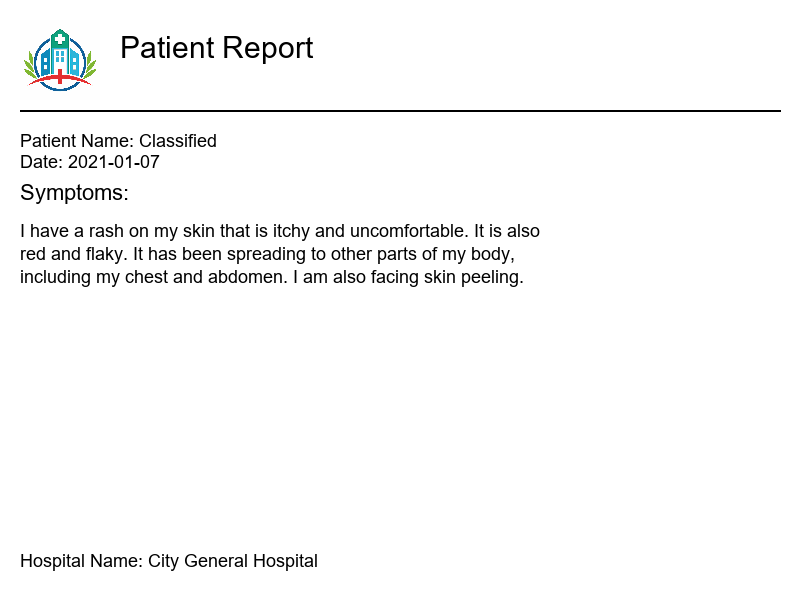 Patient Report
Patient Name: Classified
Date: 2021-01-07
Symptoms:
I have a rash on my skin that is itchy and uncomfortable. It is also
red and flaky. It has been spreading to other parts of my body,
including my chest and abdomen. I am also facing skin peeling.
Hospital Name: City General Hospital